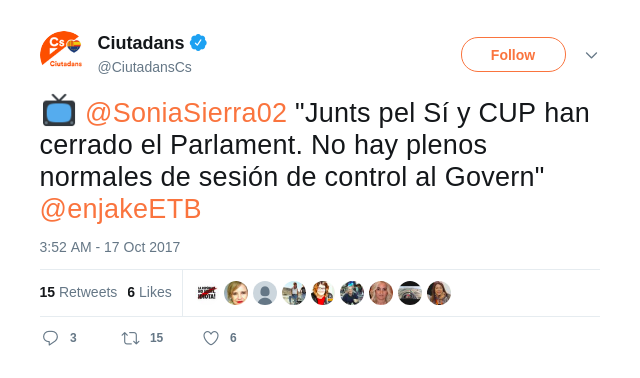 Cs
Ciutadans
Ciutadans
@CiutadansCs
Follow
@SoniaSierra02 "Junts pel Sí y CUP han
cerrado el Parlament. No hay plenos
normales de sesión de control al Govern"
@enjakeETB
3:52 AM - 17 Oct 2017
15 Retweets 6 Likes
3 15 6